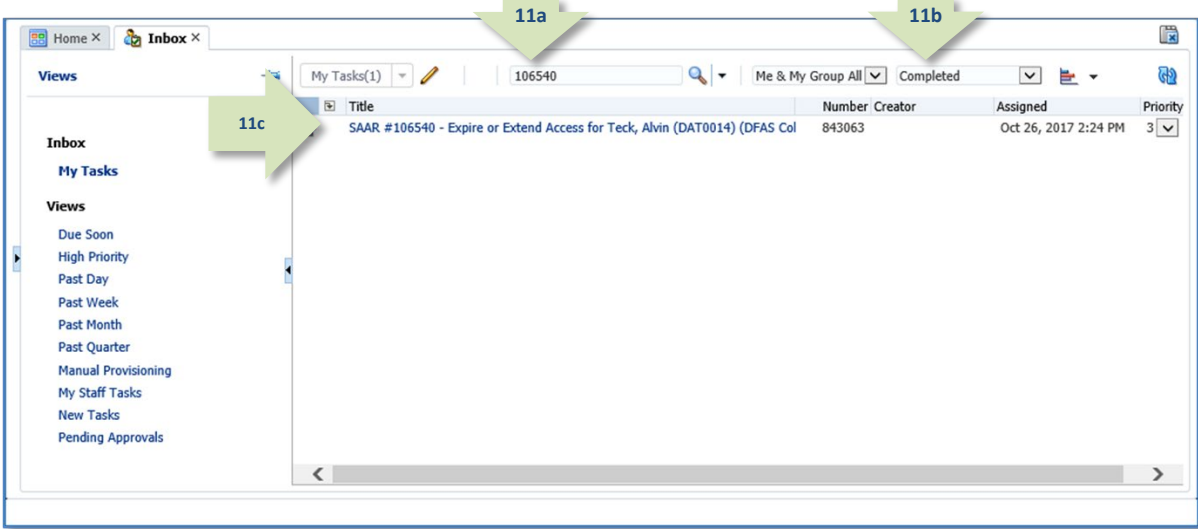 11a
11b
Home
Inbox
Views
My Tasks(1)
106540
Me & My Group All
Completed
Title
Number
Creator
Assigned
Priority
11c
SAAR #106540 - Expire or Extend Access for Teck, Alvin (DAT0014) (DFAS Col
843063
Oct 26, 2017 2:24 PM
3
Inbox
My Tasks
Views
Due Soon
High Priority
Past Day
Past Week
Past Month
Past Quarter
Manual Provisioning
My Staff Tasks
New Tasks
Pending Approvals